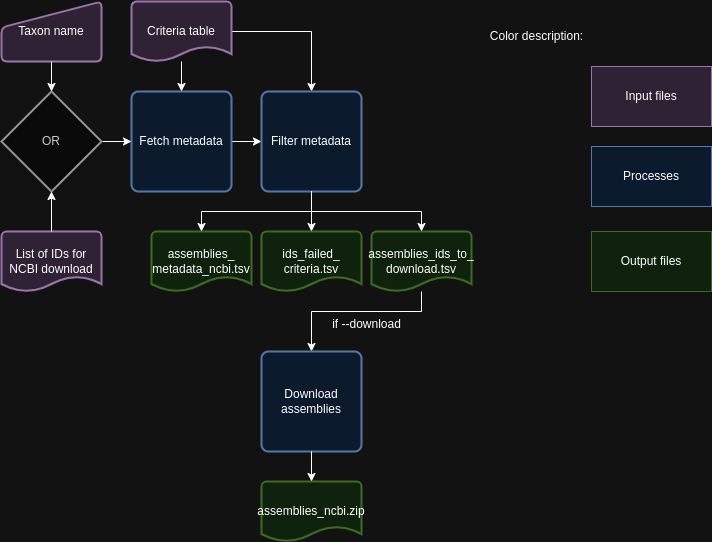 Taxon name
Criteria table
Color description:
Input files
OR
Fetch metadata
Filter metadata
Processes
List of IDs for
NCBI download
assemblies_
metadata_ncbi.tsv
ids_failed_
criteria.tsv
assemblies_ids_to_
download.tsv
Output files
if --download
Download
assemblies
assemblies_ncbi.zip